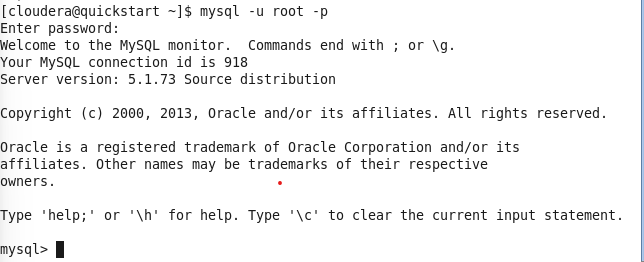 [cloudera@quickstart ~]$ mysql -u root -p
Enter password:
Welcome to the MySQL monitor.  Commands end with ; or \g.
Your MySQL connection id is 918
Server version: 5.1.73 Source distribution
Copyright (c) 2000, 2013, Oracle and/or its affiliates. All rights reserved.
Oracle is a registered trademark of Oracle Corporation and/or its
affiliates. Other names may be trademarks of their respective
owners.
Type 'help;' or '\h' for help. Type '\c' to clear the current input statement.
mysql>